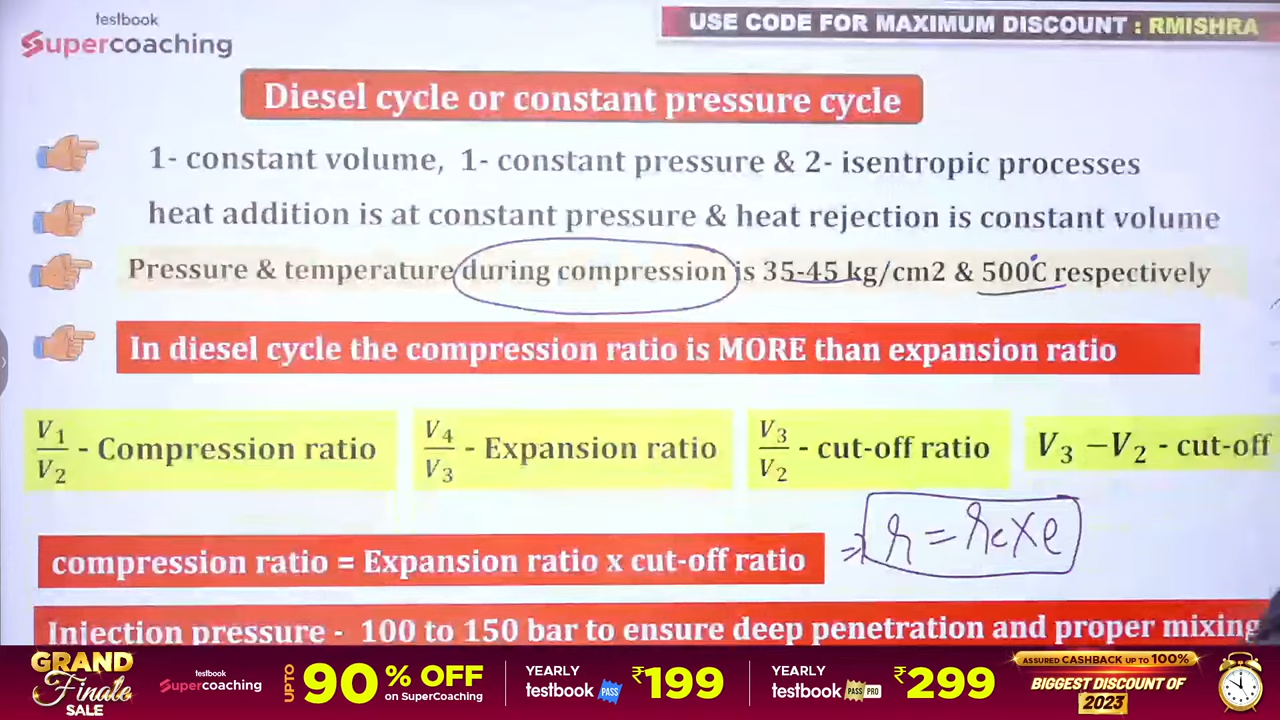 testbook
Supercoaching
USE CODE FOR MAXIMUM DISCOUNT : RMISHRA
Diesel cycle or constant pressure cycle
1- constant volume, 1- constant pressure & 2- isentropic processes
heat addition is at constant pressure & heat rejection is constant volume
Pressure & temperature during compression is 35-45 kg/cm2 & 500°C respectively
In diesel cycle the compression ratio is MORE than expansion ratio
V1/V2 - Compression ratio
V4/V3 - Expansion ratio
V3/V2 - cut-off ratio
V3 –V2 - cut-off
compression ratio = Expansion ratio x cut-off ratio
⇒ r = rc × e
Injection pressure - 100 to 150 bar to ensure deep penetration and proper mixing
GRAND
Finale
SALE
testbook
Supercoaching
UPTO 90% OFF
on SuperCoaching
YEARLY
testbook PASS
₹199
YEARLY
testbook PASS PRO
₹299
ASSURED CASHBACK UP TO 100%
BIGGEST DISCOUNT OF
2023